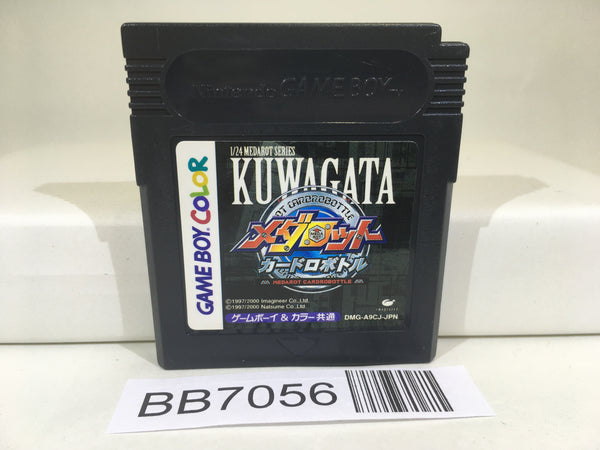 Nintendo GAME BOY
1/24 MEDAROT SERIES
KUWAGATA
GAME BOY COLOR
OT CARDROBOTTLE
メダロット
カードロボトル
MEDAROT CARDROBOTTLE
©1997/2000 Imagineer Co.,Ltd.
©1997/2000 Natsume Co.,Ltd.
ゲームボーイ & カラー共通
DMG-A9CJ-JPN
BB7056